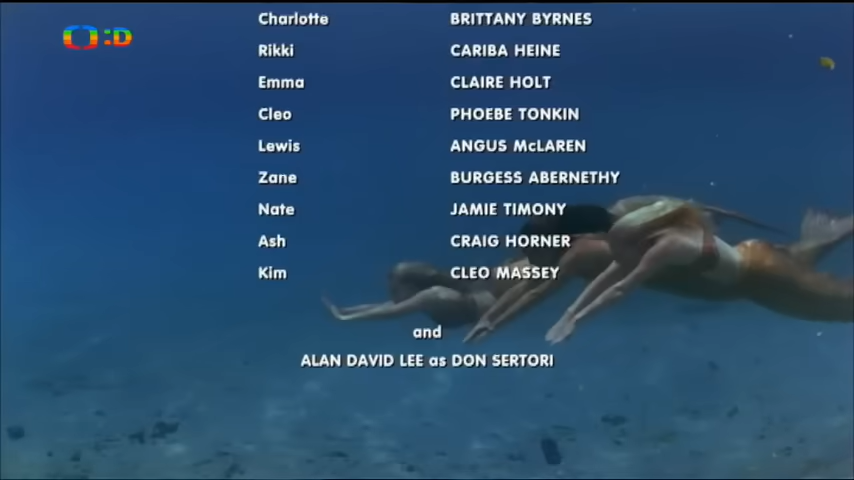 Charlotte BRITTANY BYRNES
:D
Rikki CARIBA HEINE
Emma CLAIRE HOLT
Cleo PHOEBE TONKIN
Lewis ANGUS McLAREN
Zane BURGESS ABERNETHY
Nate JAMIE TIMONY
Ash CRAIG HORNER
Kim CLEO MASSEY
and
ALAN DAVID LEE as DON SERTORI